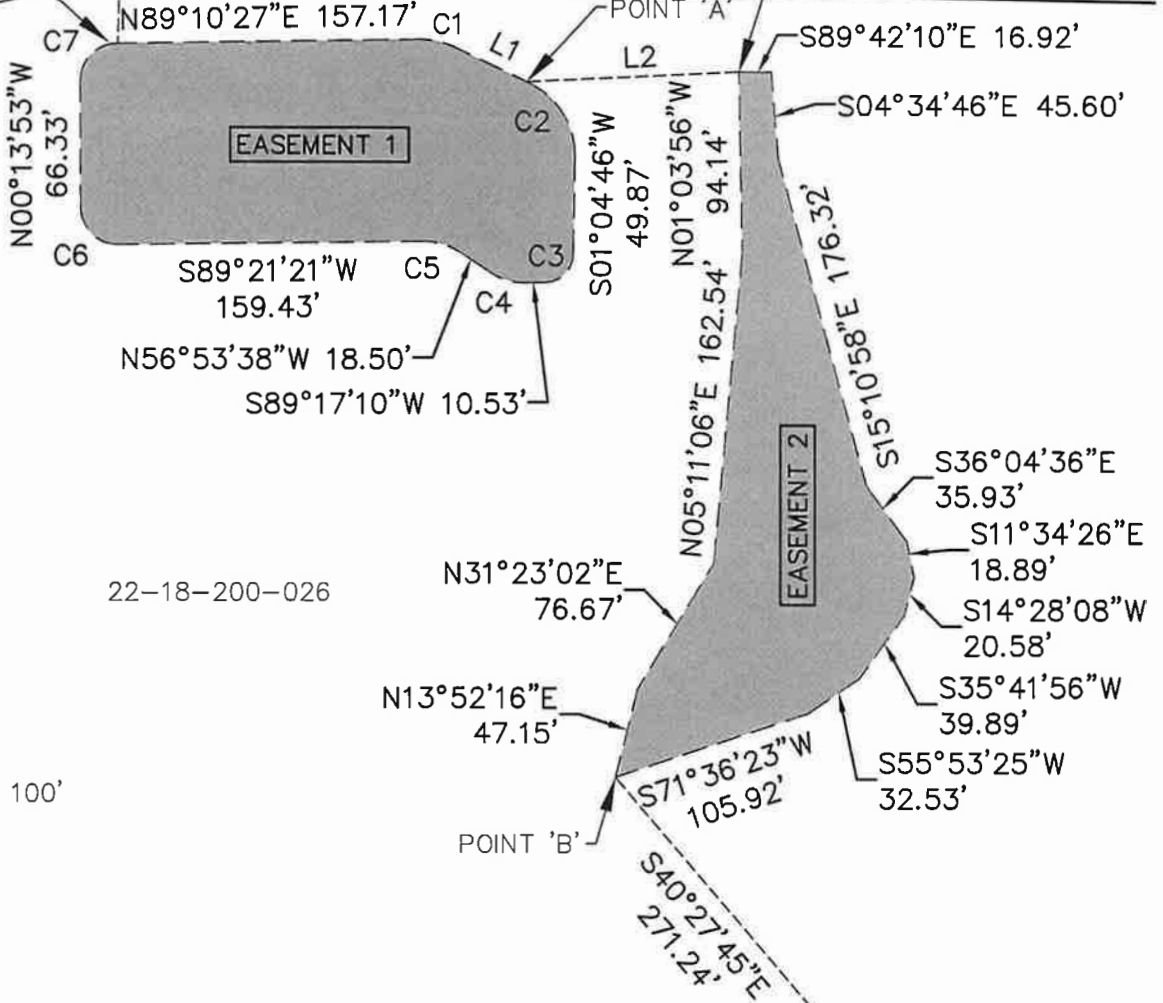 N89°10'27"E 157.17'
C1
POINT 'A'
C7
L1
L2
S89°42'10"E 16.92'
N00°13'53"W
66.33'
S04°34'46"E 45.60'
C2
EASEMENT 1
S01°04'46"W
49.87'
N01°03'56"W
94.14'
C6
S89°21'21"W
159.43'
C5
C3
C4
N56°53'38"W 18.50'
S89°17'10"W 10.53'
N05°11'06"E 162.54'
S15°10'58"E 176.32'
EASEMENT 2
S36°04'36"E
35.93'
S11°34'26"E
18.89'
22-18-200-026
N31°23'02"E
76.67'
S14°28'08"W
20.58'
N13°52'16"E
47.15'
S35°41'56"W
39.89'
S55°53'25"W
32.53'
S71°36'23"W
105.92'
100'
POINT 'B'
S40°27'45"E
271.24'